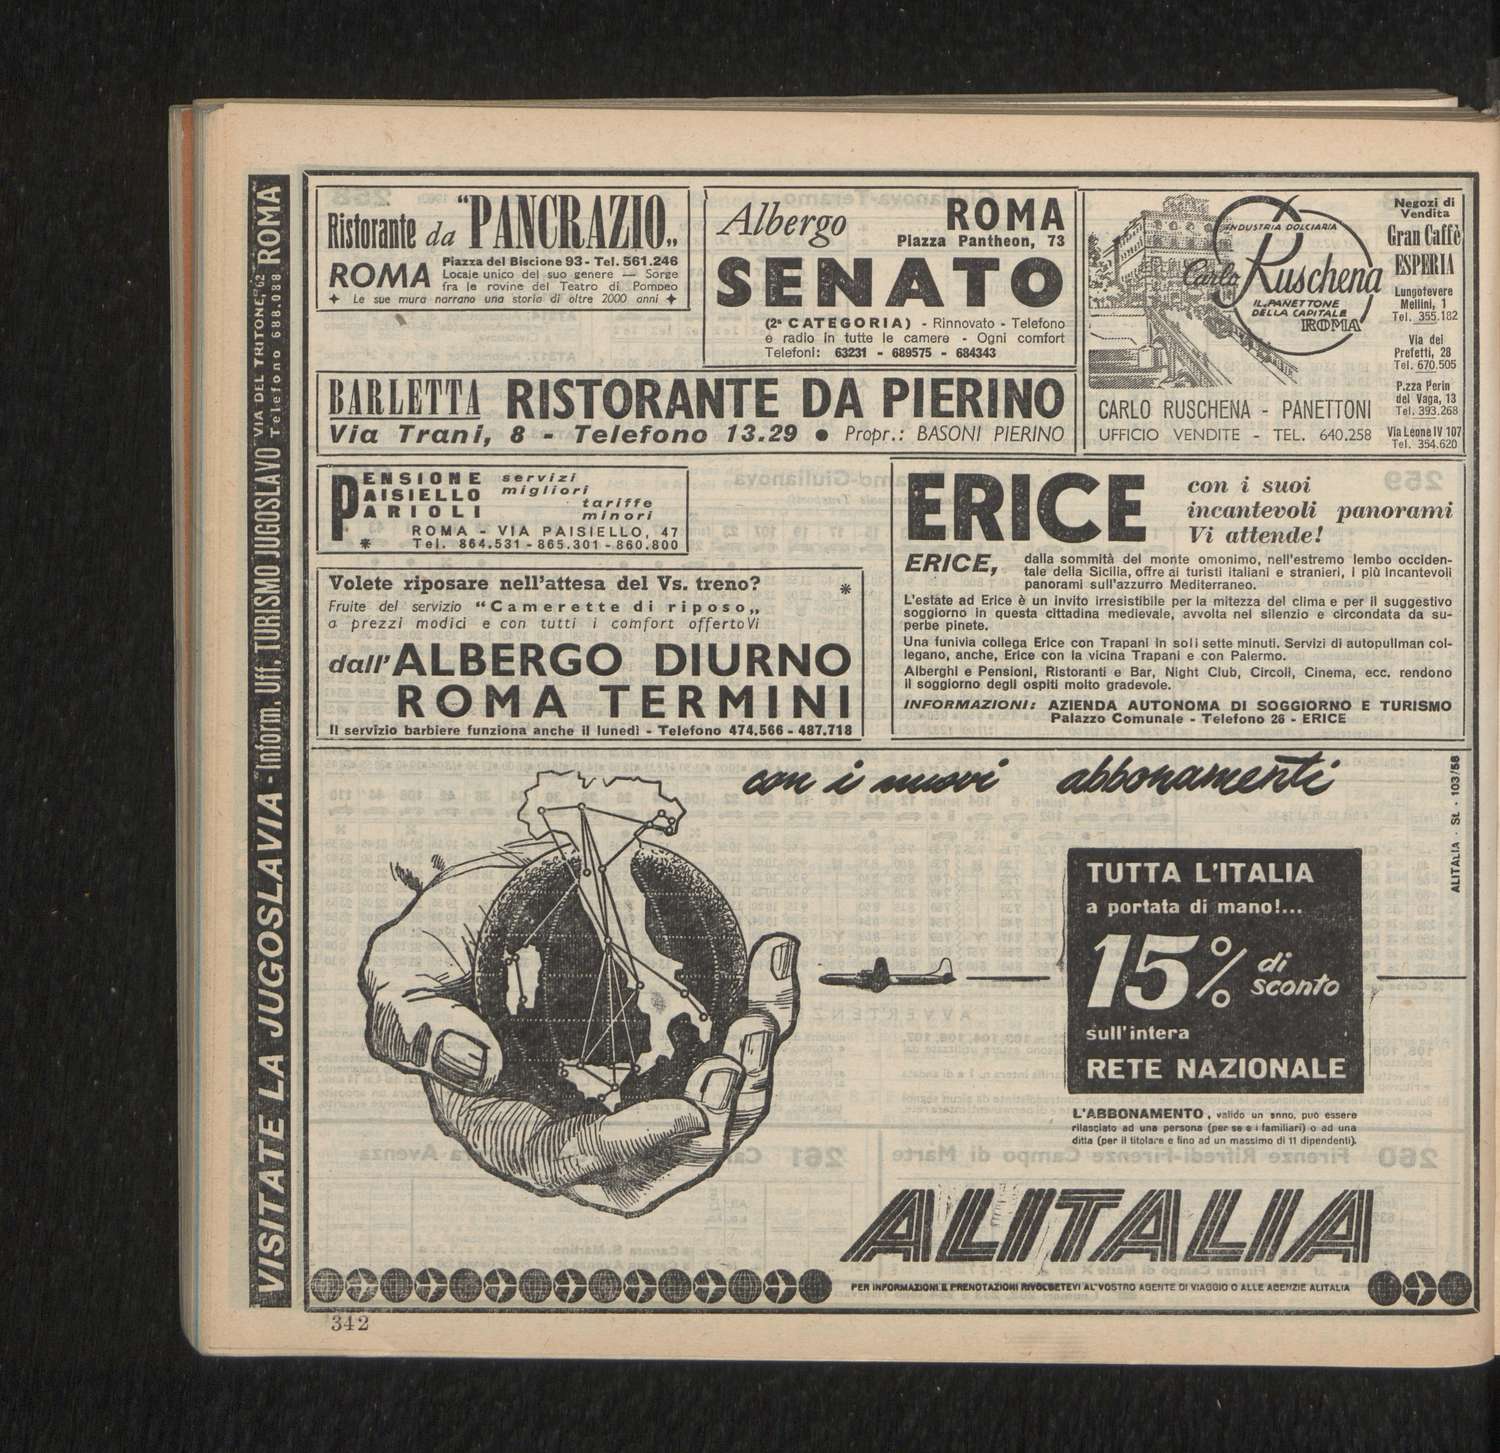 VISITATE LA JUGOSLAVIA - Inform. Uff. TURISMO JUGOSLAVO VIA DEL TRITONE, 62 Telefono 688.088 ROMA
Ristorante da "PANCRAZIO„
ROMA
Piazza del Biscione 93 - Tel. 561.246
Locale unico del suo genere — Sorge
fra le rovine del Teatro di Pompeo
✦ Le sue mura narrano una storia di oltre 2000 anni ✦
Albergo ROMA
Piazza Pantheon, 73
SENATO
(2ª CATEGORIA) - Rinnovato - Telefono
e radio in tutte le camere - Ogni comfort
Telefoni: 63231 - 689575 - 684343
INDUSTRIA DOLCIARIA
Carlo Ruschena
IL PANETTONE
DELLA CAPITALE
ROMA
CARLO RUSCHENA - PANETTONI
UFFICIO VENDITE - TEL. 640.258
Negozi di
Vendita
Gran Caffè
ESPERIA
Lungotevere
Mellini, 1
Tel. 355.182
Via dei
Prefetti, 28
Tel. 670.505
P.zza Perin
del Vaga, 13
Tel. 393.268
Via Leone IV 107
Tel. 354.620
BARLETTA RISTORANTE DA PIERINO
Via Trani, 8 - Telefono 13.29 ● Propr.: BASONI PIERINO
PENSIONE
PAISIELLO
PARIOLI
servizi
migliori
tariffe
minori
ROMA - VIA PAISIELLO, 47
* Tel. 864.531 - 865.301 - 860.800
Volete riposare nell'attesa del Vs. treno? *
Fruite del servizio "Camerette di riposo„
a prezzi modici e con tutti i comfort offertoVi
dall'ALBERGO DIURNO
ROMA TERMINI
Il servizio barbiere funziona anche il lunedì - Telefono 474.566 - 487.718
ERICE
con i suoi
incantevoli panorami
Vi attende!
ERICE, dalla sommità del monte omonimo, nell'estremo lembo occiden-
tale della Sicilia, offre ai turisti italiani e stranieri, i più incantevoli
panorami sull'azzurro Mediterraneo.
L'estate ad Erice è un invito irresistibile per la mitezza del clima e per il suggestivo
soggiorno in questa cittadina medievale, avvolta nel silenzio e circondata da su-
perbe pinete.
Una funivia collega Erice con Trapani in soli sette minuti. Servizi di autopullman col-
legano, anche, Erice con la vicina Trapani e con Palermo.
Alberghi e Pensioni, Ristoranti e Bar, Night Club, Circoli, Cinema, ecc. rendono
il soggiorno degli ospiti molto gradevole.
INFORMAZIONI: AZIENDA AUTONOMA DI SOGGIORNO E TURISMO
Palazzo Comunale - Telefono 26 - ERICE
con i nuovi abbonamenti
ALITALIA - St. - 103/58
TUTTA L'ITALIA
a portata di mano!...
15% di sconto
sull'intera
RETE NAZIONALE
L'ABBONAMENTO, valido un anno, può essere
rilasciato ad una persona (per se e i familiari) o ad una
ditta (per il titolare e fino ad un massimo di 11 dipendenti).
ALITALIA
PER INFORMAZIONI E PRENOTAZIONI RIVOLGETEVI AL VOSTRO AGENTE DI VIAGGIO O ALLE AGENZIE ALITALIA
342